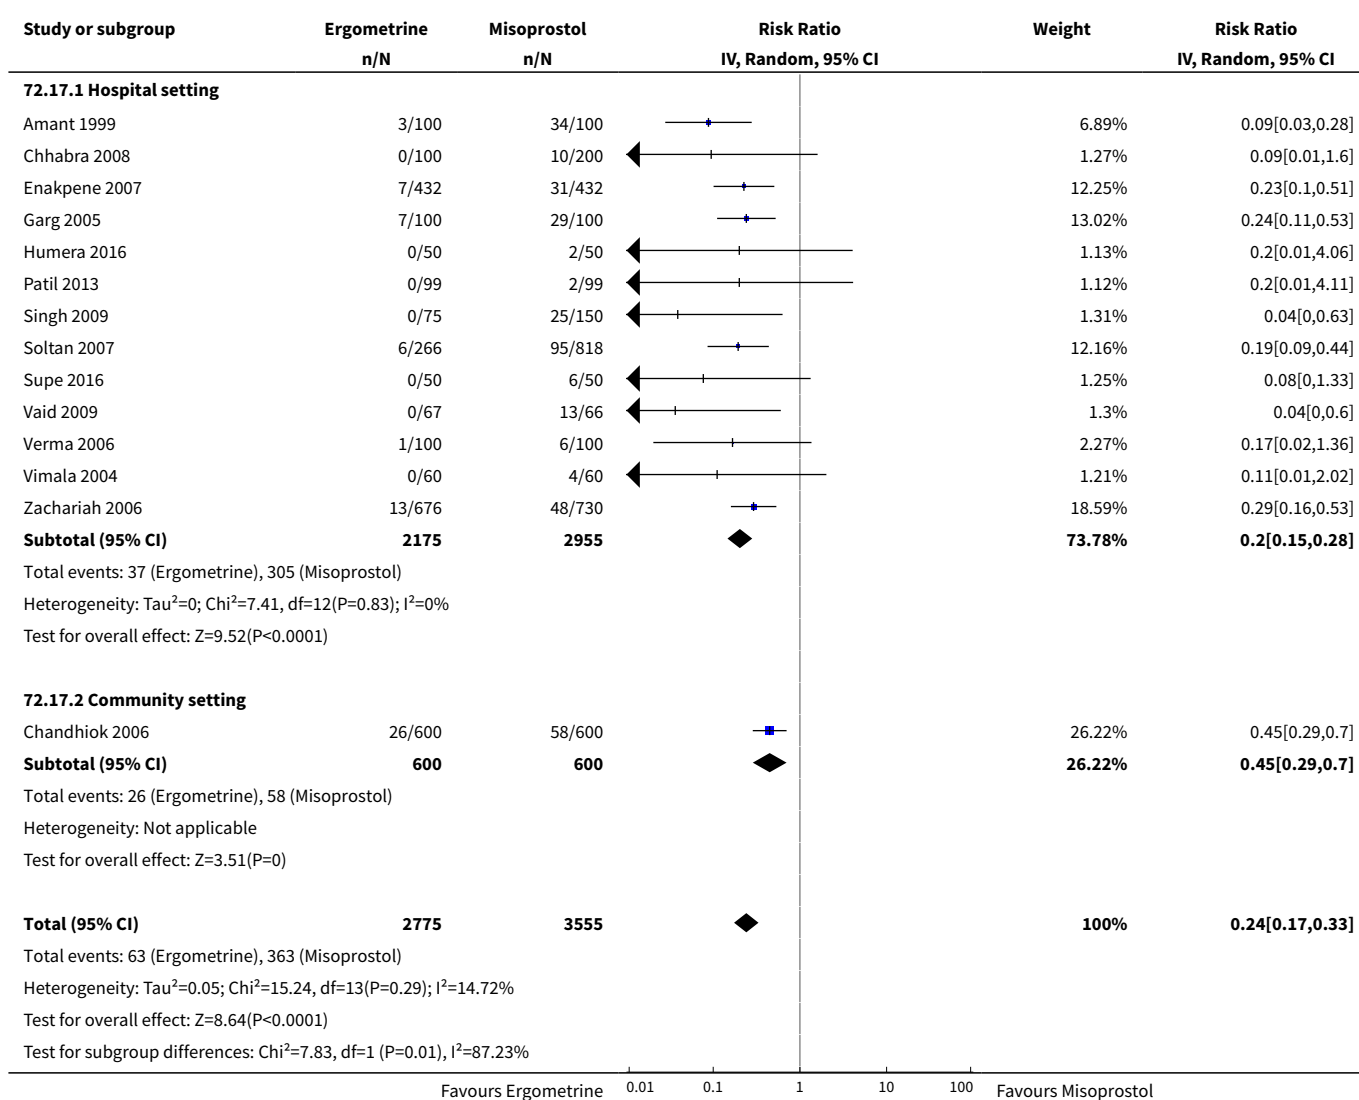 Study or subgroup Ergometrine Misoprostol Risk Ratio Weight Risk Ratio
n/N n/N IV, Random, 95% CI IV, Random, 95% CI
72.17.1 Hospital setting
Amant 1999 3/100 34/100 6.89% 0.09[0.03,0.28]
Chhabra 2008 0/100 10/200 1.27% 0.09[0.01,1.6]
Enakpene 2007 7/432 31/432 12.25% 0.23[0.1,0.51]
Garg 2005 7/100 29/100 13.02% 0.24[0.11,0.53]
Humera 2016 0/50 2/50 1.13% 0.2[0.01,4.06]
Patil 2013 0/99 2/99 1.12% 0.2[0.01,4.11]
Singh 2009 0/75 25/150 1.31% 0.04[0,0.63]
Soltan 2007 6/266 95/818 12.16% 0.19[0.09,0.44]
Supe 2016 0/50 6/50 1.25% 0.08[0,1.33]
Vaid 2009 0/67 13/66 1.3% 0.04[0,0.6]
Verma 2006 1/100 6/100 2.27% 0.17[0.02,1.36]
Vimala 2004 0/60 4/60 1.21% 0.11[0.01,2.02]
Zachariah 2006 13/676 48/730 18.59% 0.29[0.16,0.53]
Subtotal (95% CI) 2175 2955 73.78% 0.2[0.15,0.28]
Total events: 37 (Ergometrine), 305 (Misoprostol)
Heterogeneity: Tau²=0; Chi²=7.41, df=12(P=0.83); I²=0%
Test for overall effect: Z=9.52(P<0.0001)
72.17.2 Community setting
Chandhiok 2006 26/600 58/600 26.22% 0.45[0.29,0.7]
Subtotal (95% CI) 600 600 26.22% 0.45[0.29,0.7]
Total events: 26 (Ergometrine), 58 (Misoprostol)
Heterogeneity: Not applicable
Test for overall effect: Z=3.51(P=0)
Total (95% CI) 2775 3555 100% 0.24[0.17,0.33]
Total events: 63 (Ergometrine), 363 (Misoprostol)
Heterogeneity: Tau²=0.05; Chi²=15.24, df=13(P=0.29); I²=14.72%
Test for overall effect: Z=8.64(P<0.0001)
Test for subgroup differences: Chi²=7.83, df=1 (P=0.01), I²=87.23%
Favours Ergometrine 0.01 0.1 1 10 100 Favours Misoprostol